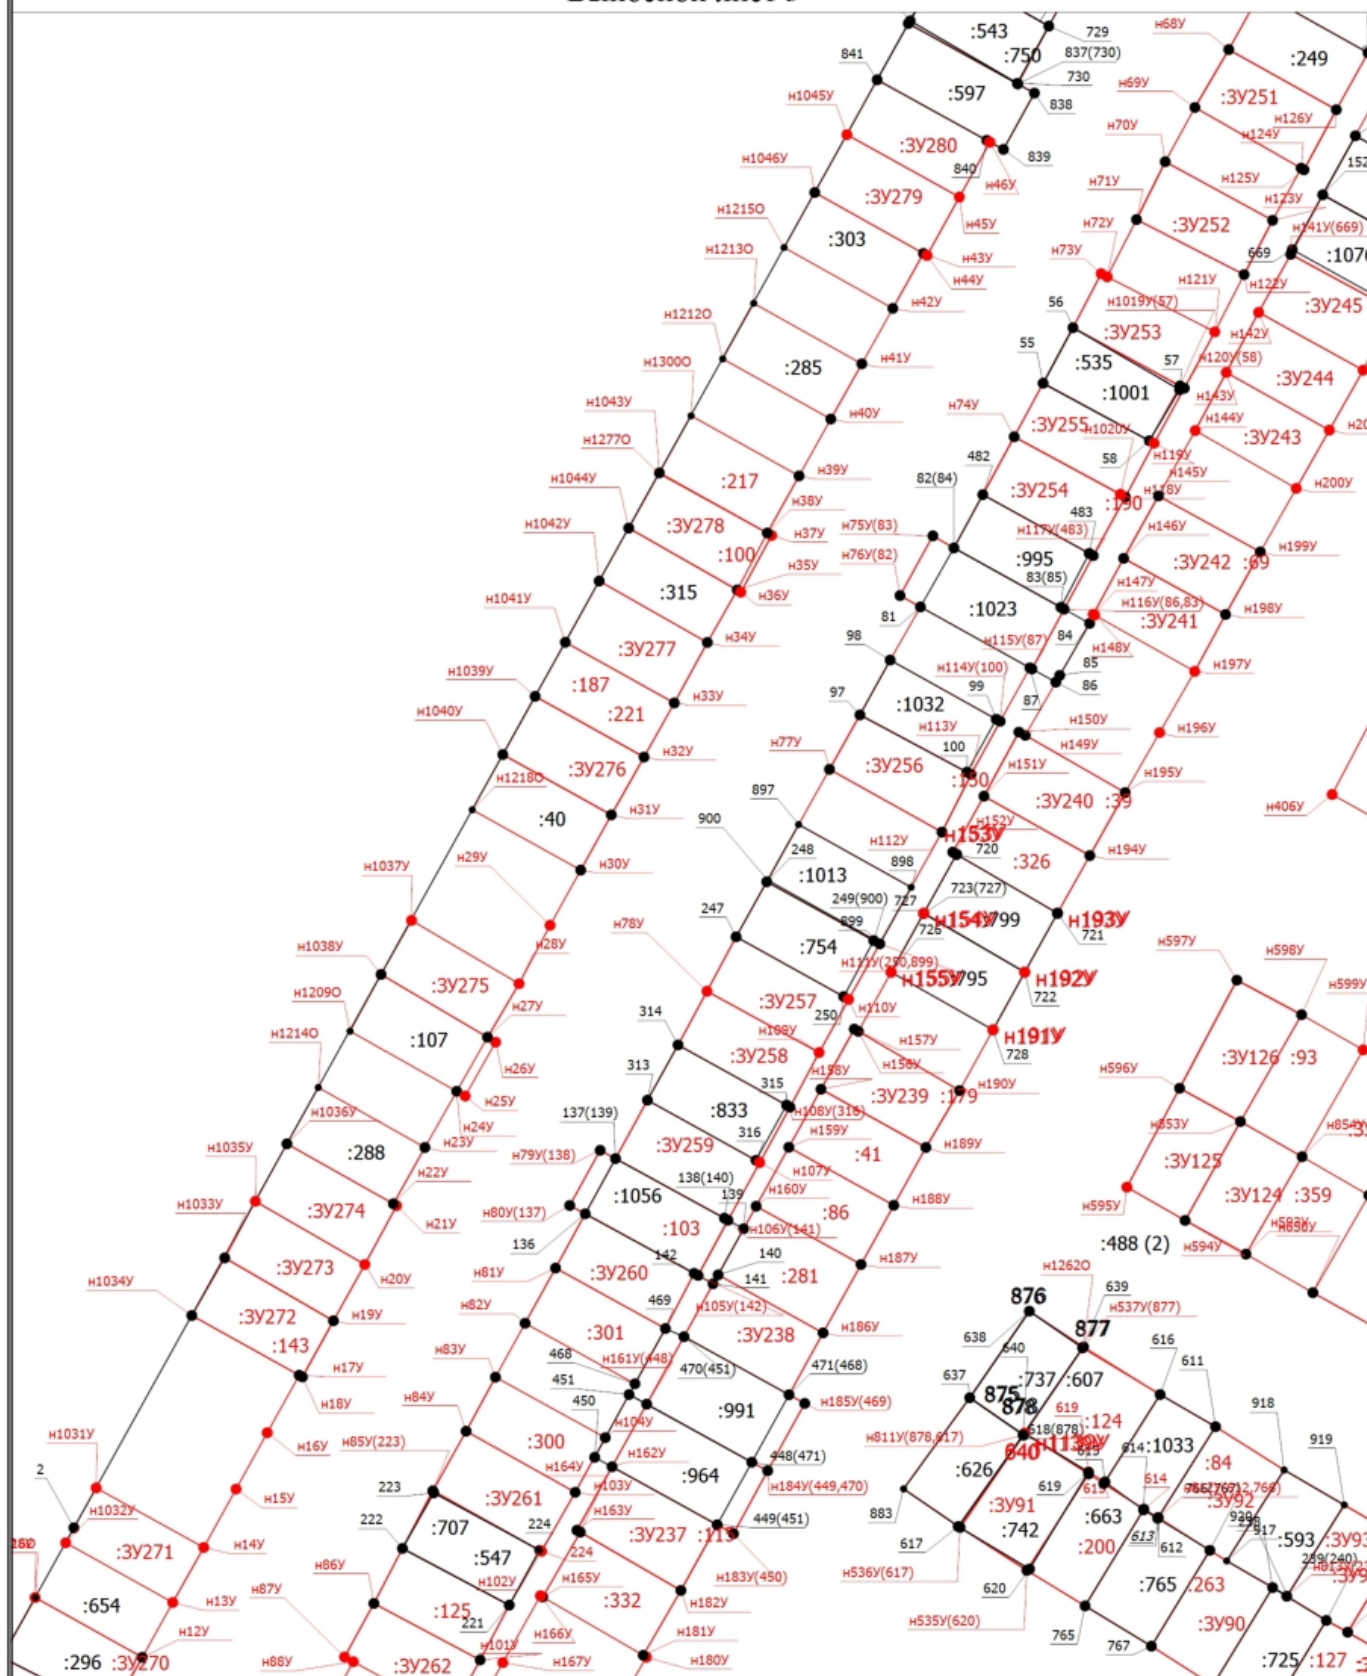 :543
729
н68У
:750
837(730)
:249
841
730
:597
н69У
:ЗУ251
н1045У
838
н126У
н70У
н124У
:ЗУ280
839
840
152
н1046У
н125У
н46У
н71У
:ЗУ279
н123У
н1215О
н45У
:ЗУ252
н72У
н141У(669)
:303
н73У
669
н1213О
н43У
н121У
н44У
н122У
н42У
н1019У(57)
:ЗУ245
н1212О
56
:ЗУ253
н142У
н1300О
55
:535
57
н120У(58)
н41У
:285
:ЗУ244
н1043У
:1001
н143У
н74У
н144У
н40У
:ЗУ255
н1020У
:ЗУ243
н1277О
482
58
н119У
82(84)
н145У
н39У
н1044У
:217
:ЗУ254
н118У
н200У
н38У
:190
483
н1042У
:ЗУ278
н75У(83)
н117У(483)
н146У
н37У
:100
н76У(82)
:995
н199У
:ЗУ242
:69
н35У
83(85)
н147У
:315
н36У
н116У(86,83)
н1041У
:1023
н198У
81
:ЗУ241
84
н34У
98
н115У(87)
н148У
:ЗУ277
н1039У
н114У(100)
85
н197У
:187
97
99
86
н33У
87
:221
:1032
н1040У
н113У
н150У
н196У
н77У
100
н149У
н32У
:ЗУ276
:ЗУ256
н151У
н1218О
:150
н195У
:ЗУ240
:39
н406У
н31У
897
:40
900
н152У
н112У
н153У
н29У
248
720
н194У
н1037У
898
:326
н30У
:1013
723(727)
249(900)
727
н78У
247
899
н154У
:799
н193У
н28У
726
721
н597У
н1038У
:754
н598У
н111У(250,899)
н155У
:795
н192У
н599У
:ЗУ275
н1209О
:ЗУ257
722
н27У
314
250
н110У
н1214О
н109У
н191У
:107
н157У
:ЗУ126
:93
:ЗУ258
н156У
728
313
н26У
н158У
н596У
н190У
315
:ЗУ239
:179
н25У
н1036У
:833
н108У(316)
н853У
н24У
137(139)
316
н159У
н1035У
:ЗУ259
н23У
н189У
:288
н79У(138)
н107У
:41
:ЗУ125
н22У
138(140)
н160У
:1056
139
н188У
:ЗУ124
:359
н1033У
н80У(137)
н595У
:ЗУ274
:86
н21У
:103
н106У(141)
н594У
136
:488 (2)
142
140
н187У
:ЗУ273
н81У
:ЗУ260
н1262О
н1034У
н20У
:281
141
639
876
469
н105У(142)
н537У(877)
н82У
:ЗУ272
н19У
:301
:ЗУ238
н186У
877
638
640
616
:143
н83У
н161У(448)
468
470(451)
471(468)
611
637
:737
:607
н17У
451
875
н84У
н185У(469)
619
918
н18У
450
:991
878
:124
618(878)
н104У
н85У(223)
:300
н811У(878,617)
н1139У
:1033
919
н1031У
н16У
448(471)
614
н162У
640
:84
2
н164У
:626
614
:964
н184У(449,470)
619
223
н103У
н15У
:ЗУ261
:ЗУ92
н1032У
883
:ЗУ91
449(451)
н163У
:663
222
:707
224
:ЗУ237
613
617
:742
612
:593
:ЗУ271
н14У
:547
224
:200
н86У
н183У(450)
н536У(617)
239(240)
н102У
н165У
620
н87У
:765
:263
:654
н13У
:125
:332
н182У
221
н535У(620)
:ЗУ90
н12У
н166У
765
н101У
н181У
767
:296
:ЗУ270
н88У
:ЗУ262
н167У
н180У
:725
:127